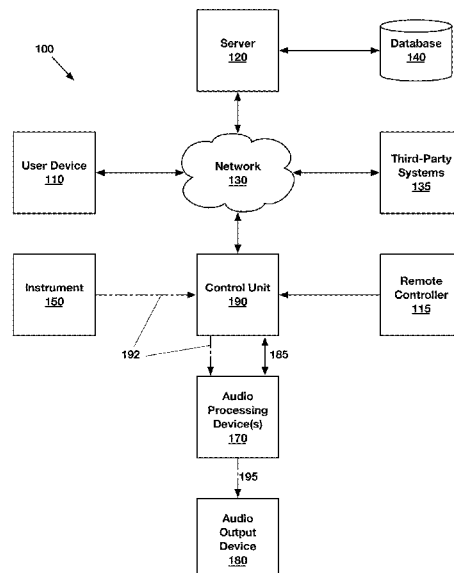 100
Server
120
Database
140
User Device
110
Network
130
Third-Party
Systems
135
Instrument
150
Control Unit
190
Remote
Controller
115
192
185
Audio
Processing
Device(s)
170
195
Audio
Output
Device
180